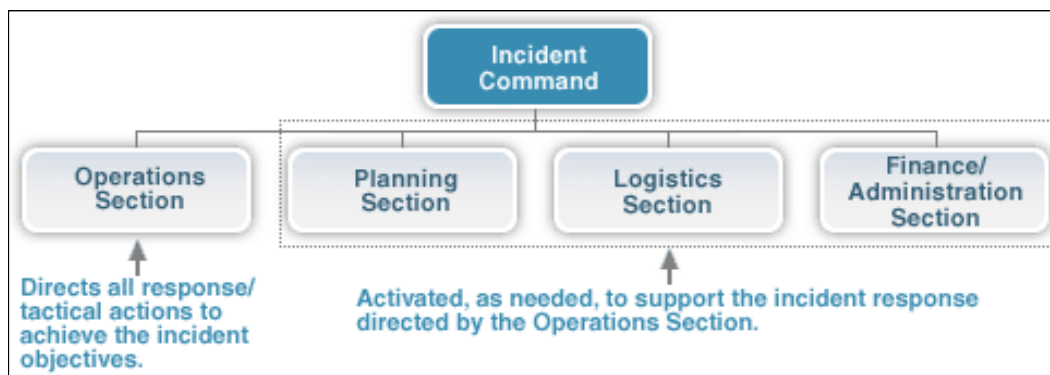 Incident
Command
Operations
Section
Planning
Section
Logistics
Section
Finance/
Administration
Section
Directs all response/
tactical actions to
achieve the incident
objectives.
Activated, as needed, to support the incident response
directed by the Operations Section.